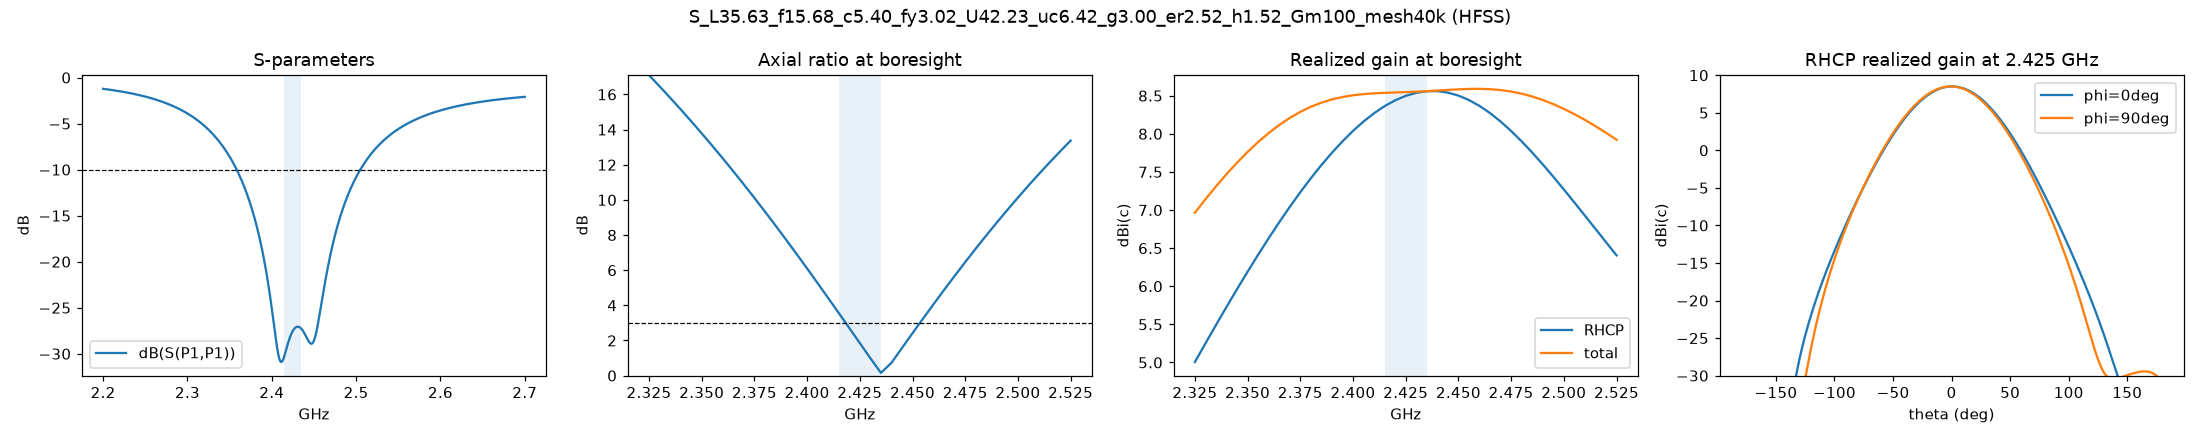 S_L35.63_f15.68_c5.40_fy3.02_U42.23_uc6.42_g3.00_er2.52_h1.52_Gm100_mesh40k (HFSS)
S-parameters
0
−5
−10
−15
−20
−25
−30
dB
dB(S(P1,P1))
2.2 2.3 2.4 2.5 2.6 2.7
GHz
Axial ratio at boresight
16
14
12
10
8
6
4
2
0
dB
2.325 2.350 2.375 2.400 2.425 2.450 2.475 2.500 2.525
GHz
Realized gain at boresight
8.5
8.0
7.5
7.0
6.5
6.0
5.5
5.0
dBi(c)
RHCP
total
2.325 2.350 2.375 2.400 2.425 2.450 2.475 2.500 2.525
GHz
RHCP realized gain at 2.425 GHz
10
5
0
−5
−10
−15
−20
−25
−30
dBi(c)
phi=0deg
phi=90deg
−150 −100 −50 0 50 100 150
theta (deg)